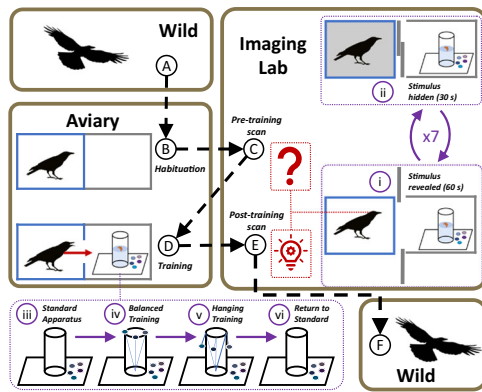 Wild
A
Imaging
Lab
ii
Stimulus
hidden (30 s)
x7
Aviary
B
Habituation
Pre-training
scan
C
?
i
Stimulus
revealed (60 s)
D
Training
Post-training
scan
E
iii
Standard
Apparatus
iv
Balanced
Training
v
Hanging
Training
vi
Return to
Standard
F
Wild